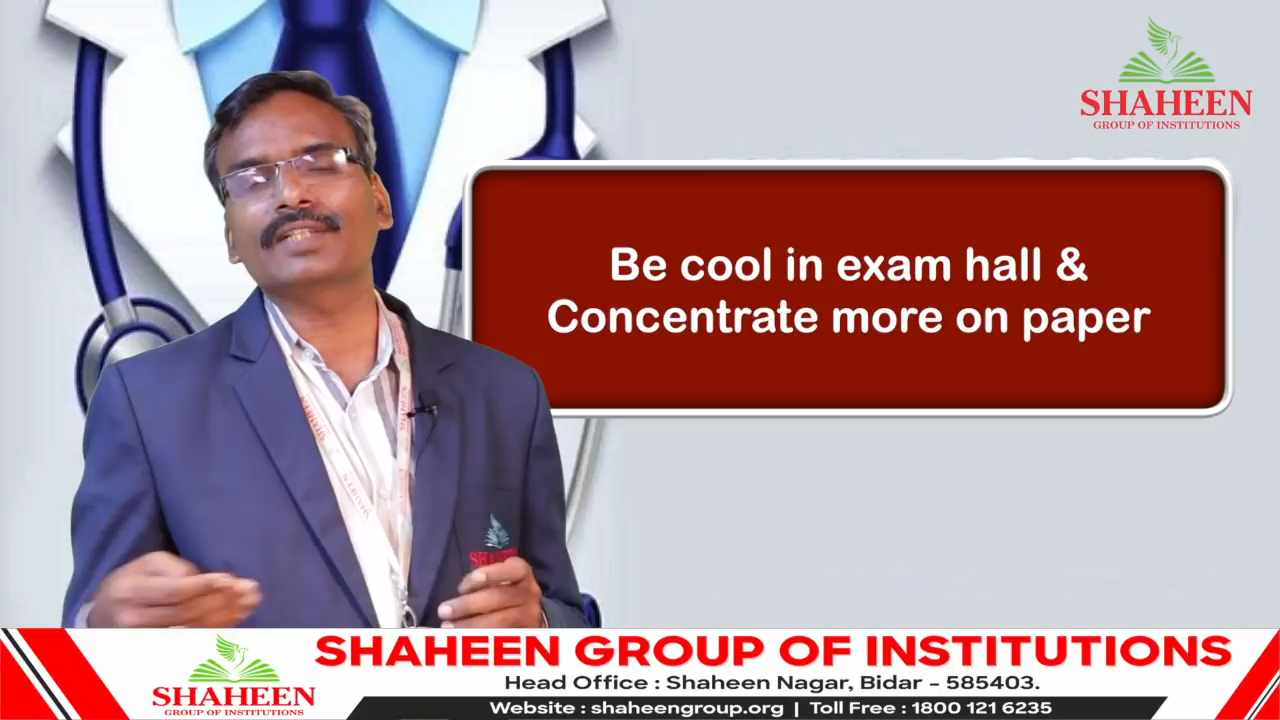 SHAHEEN
GROUP OF INSTITUTIONS
Be cool in exam hall &
Concentrate more on paper
SHAHEEN GROUP OF INSTITUTIONS
Head Office : Shaheen Nagar, Bidar - 585403.
Website : shaheengroup.org | Toll Free : 1800 121 6235
SHAHEEN
GROUP OF INSTITUTIONS